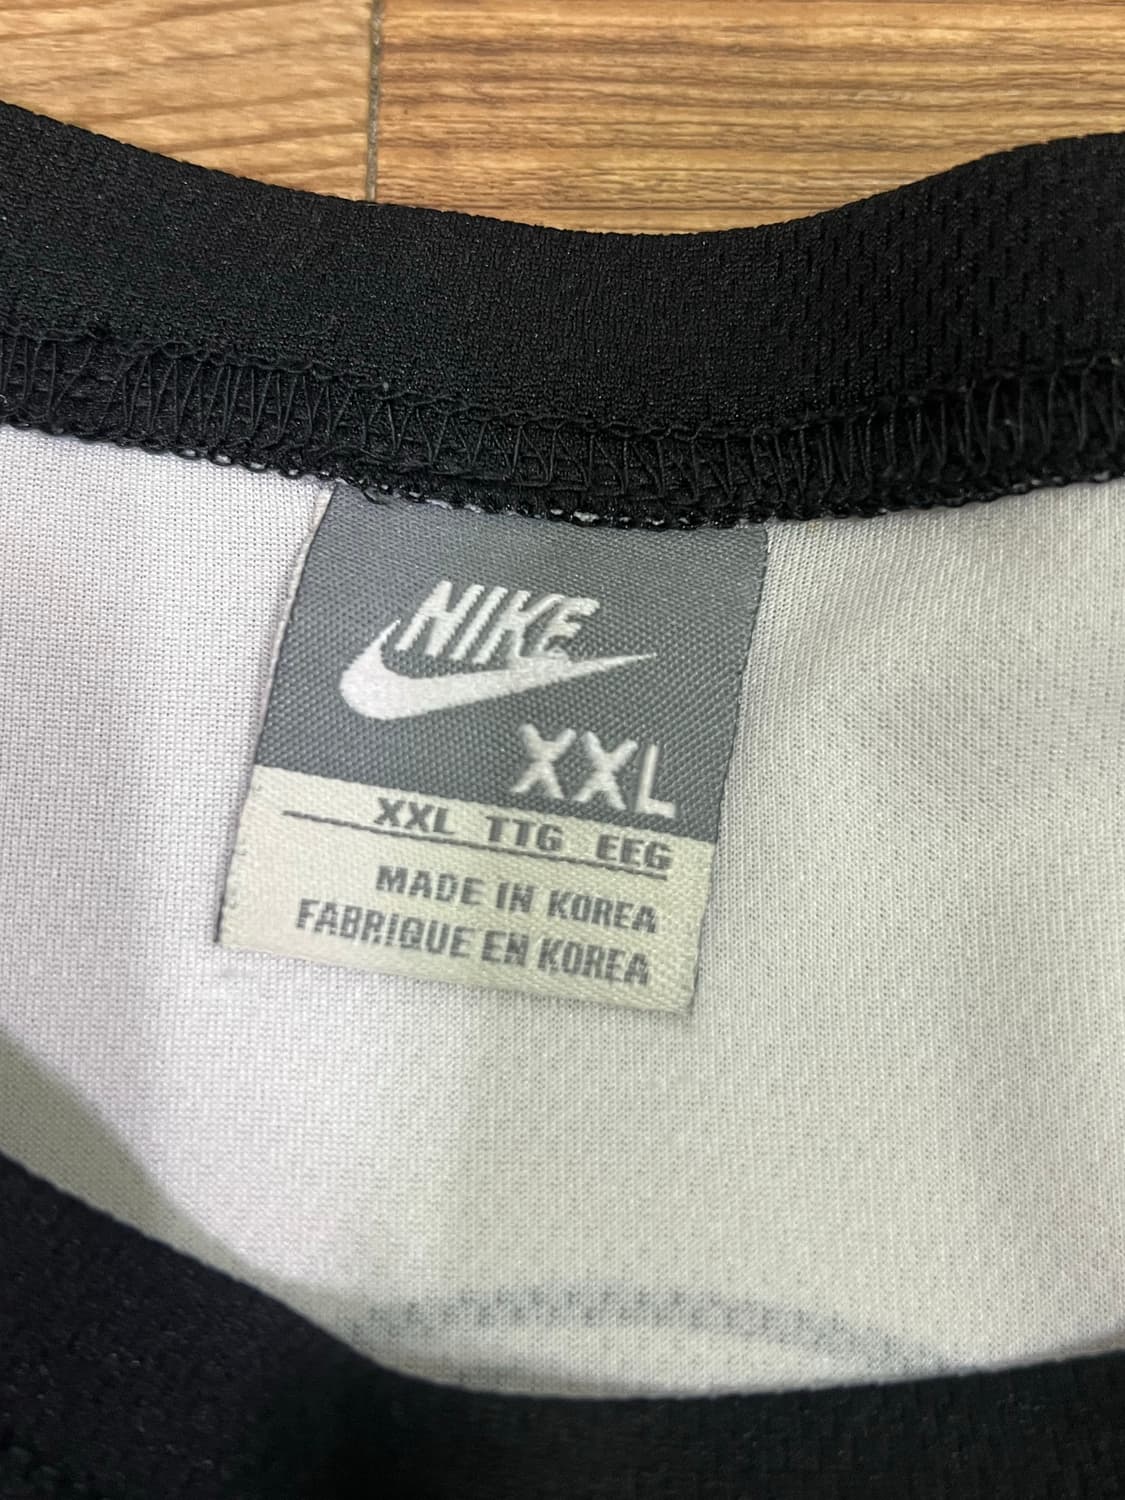 NIKE
XXL
XXL TTG EEG
MADE IN KOREA
FABRIQUE EN KOREA